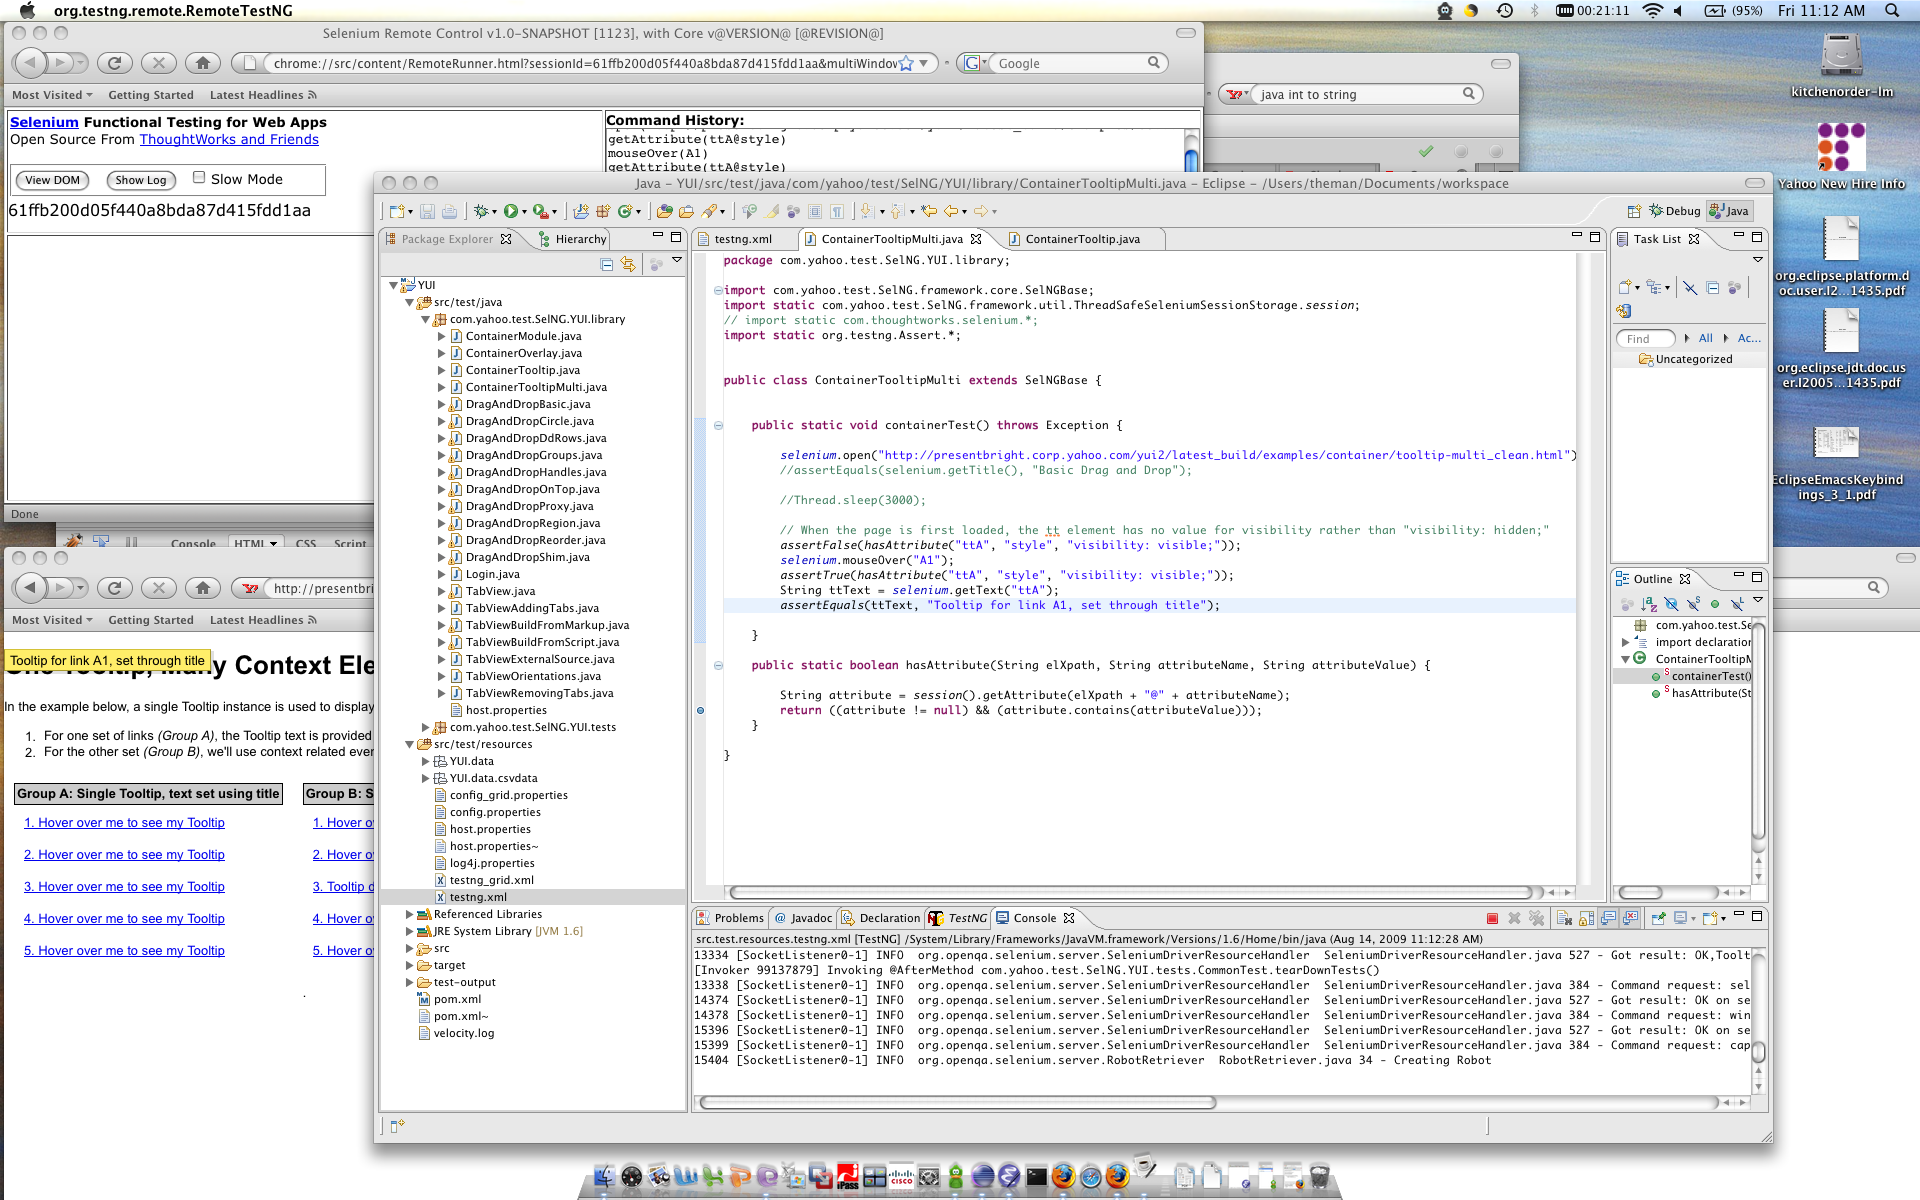 org.testng.remote.RemoteTestNG
00:21:11
(95%)
Fri 11:12 AM
Selenium Remote Control v1.0-SNAPSHOT [1123], with Core v@VERSION@ [@REVISION@]
chrome://src/content/RemoteRunner.html?sessionId=61ffb200d05f440a8bda87d415fdd1aa&multiWindow
Google
Most Visited
Getting Started
Latest Headlines
Selenium Functional Testing for Web Apps
Open Source From ThoughtWorks and Friends
View DOM
Show Log
Slow Mode
61ffb200d05f440a8bda87d415fdd1aa
Command History:
getAttribute(ttA@style)
mouseOver(A1)
getAttribute(ttA@style)
Done
java int to string
kitchenorder-lm
Yahoo New Hire Info
org.eclipse.platform.d
oc.user.I2...1435.pdf
org.eclipse.jdt.doc.us
er.I2005...1435.pdf
EclipseEmacsKeybind
ings_3_1.pdf
Console
HTML
CSS
Script
http://presentbri
Most Visited
Getting Started
Latest Headlines
Tooltip for link A1, set through title
One Tooltip, Many Context Ele
In the example below, a single Tooltip instance is used to display
1. For one set of links (Group A), the Tooltip text is provided
2. For the other set (Group B), we'll use context related even
Group A: Single Tooltip, text set using title
Group B: S
1. Hover over me to see my Tooltip
1. Hover ov
2. Hover over me to see my Tooltip
2. Hover ov
3. Hover over me to see my Tooltip
3. Tooltip d
4. Hover over me to see my Tooltip
4. Hover ov
5. Hover over me to see my Tooltip
5. Hover ov
Java - YUI/src/test/java/com/yahoo/test/SelNG/YUI/library/ContainerTooltipMulti.java - Eclipse - /Users/theman/Documents/workspace
Debug
Java
Package Explorer
Hierarchy
YUI
src/test/java
com.yahoo.test.SelNG.YUI.library
ContainerModule.java
ContainerOverlay.java
ContainerTooltip.java
ContainerTooltipMulti.java
DragAndDropBasic.java
DragAndDropCircle.java
DragAndDropDdRows.java
DragAndDropGroups.java
DragAndDropHandles.java
DragAndDropOnTop.java
DragAndDropProxy.java
DragAndDropRegion.java
DragAndDropReorder.java
DragAndDropShim.java
Login.java
TabView.java
TabViewAddingTabs.java
TabViewBuildFromMarkup.java
TabViewBuildFromScript.java
TabViewExternalSource.java
TabViewOrientations.java
TabViewRemovingTabs.java
host.properties
com.yahoo.test.SelNG.YUI.tests
src/test/resources
YUI.data
YUI.data.csvdata
config_grid.properties
config.properties
host.properties
host.properties~
log4j.properties
testng_grid.xml
testng.xml
Referenced Libraries
JRE System Library [JVM 1.6]
src
target
test-output
pom.xml
pom.xml~
velocity.log
testng.xml
ContainerTooltipMulti.java
ContainerTooltip.java
package com.yahoo.test.SelNG.YUI.library;
import com.yahoo.test.SelNG.framework.core.SelNGBase;
import static com.yahoo.test.SelNG.framework.util.ThreadSafeSeleniumSessionStorage.session;
// import static com.thoughtworks.selenium.*;
import static org.testng.Assert.*;
public class ContainerTooltipMulti extends SelNGBase {
public static void containerTest() throws Exception {
selenium.open("http://presentbright.corp.yahoo.com/yui2/latest_build/examples/container/tooltip-multi_clean.html")
//assertEquals(selenium.getTitle(), "Basic Drag and Drop");
//Thread.sleep(3000);
// When the page is first loaded, the tt element has no value for visibility rather than "visibility: hidden;"
assertFalse(hasAttribute("ttA", "style", "visibility: visible;"));
selenium.mouseOver("A1");
assertTrue(hasAttribute("ttA", "style", "visibility: visible;"));
String ttText = selenium.getText("ttA");
assertEquals(ttText, "Tooltip for link A1, set through title");
}
public static boolean hasAttribute(String elXpath, String attributeName, String attributeValue) {
String attribute = session().getAttribute(elXpath + "@" + attributeName);
return ((attribute != null) && (attribute.contains(attributeValue)));
}
}
Task List
Find
All
Ac...
Uncategorized
Outline
com.yahoo.test.Se
import declaration
ContainerTooltipM
containerTest()
hasAttribute(St
Problems
Javadoc
Declaration
TestNG
Console
src.test.resources.testng.xml [TestNG] /System/Library/Frameworks/JavaVM.framework/Versions/1.6/Home/bin/java (Aug 14, 2009 11:12:28 AM)
13334 [SocketListener0-1] INFO org.openqa.selenium.server.SeleniumDriverResourceHandler SeleniumDriverResourceHandler.java 527 - Got result: OK,Toolt
[Invoker 99137879] Invoking @AfterMethod com.yahoo.test.SelNG.YUI.tests.CommonTest.tearDownTests()
13338 [SocketListener0-1] INFO org.openqa.selenium.server.SeleniumDriverResourceHandler SeleniumDriverResourceHandler.java 384 - Command request: sel
14374 [SocketListener0-1] INFO org.openqa.selenium.server.SeleniumDriverResourceHandler SeleniumDriverResourceHandler.java 527 - Got result: OK on se
14378 [SocketListener0-1] INFO org.openqa.selenium.server.SeleniumDriverResourceHandler SeleniumDriverResourceHandler.java 384 - Command request: win
15396 [SocketListener0-1] INFO org.openqa.selenium.server.SeleniumDriverResourceHandler SeleniumDriverResourceHandler.java 527 - Got result: OK on se
15399 [SocketListener0-1] INFO org.openqa.selenium.server.SeleniumDriverResourceHandler SeleniumDriverResourceHandler.java 384 - Command request: cap
15404 [SocketListener0-1] INFO org.openqa.selenium.server.RobotRetriever RobotRetriever.java 34 - Creating Robot
iPass
CISCO